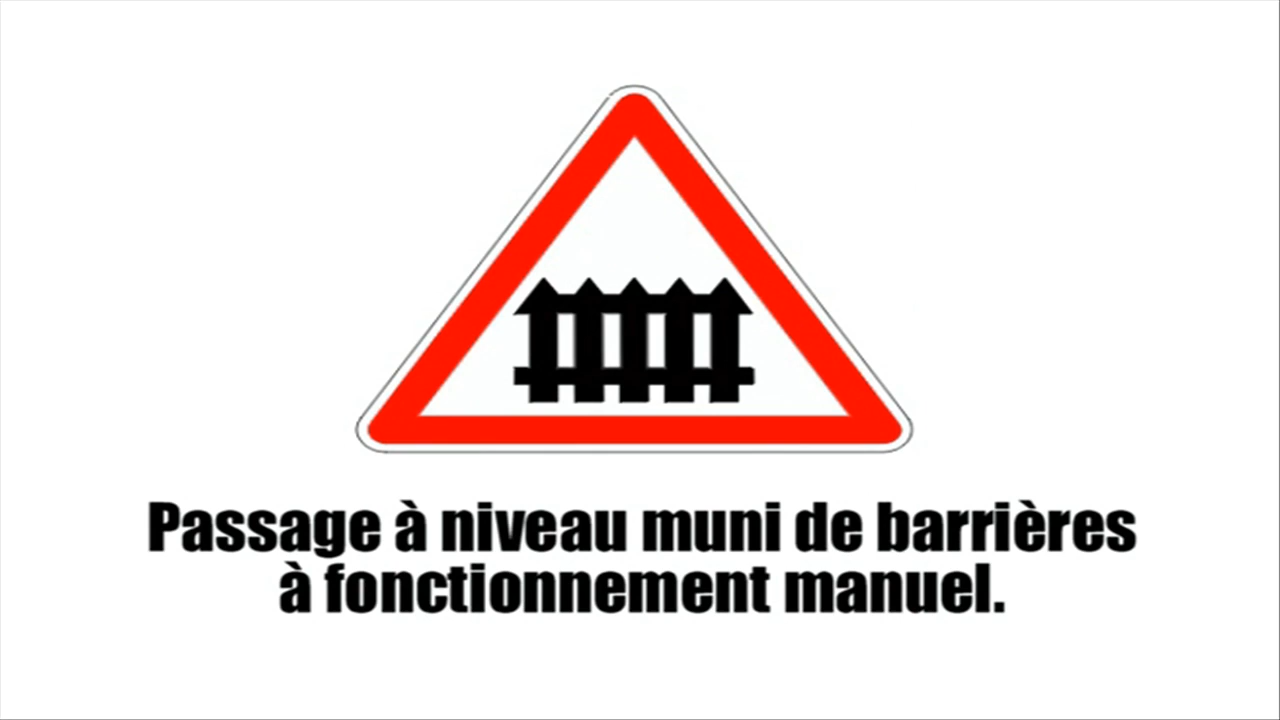 Passage à niveau muni de barrières
à fonctionnement manuel.